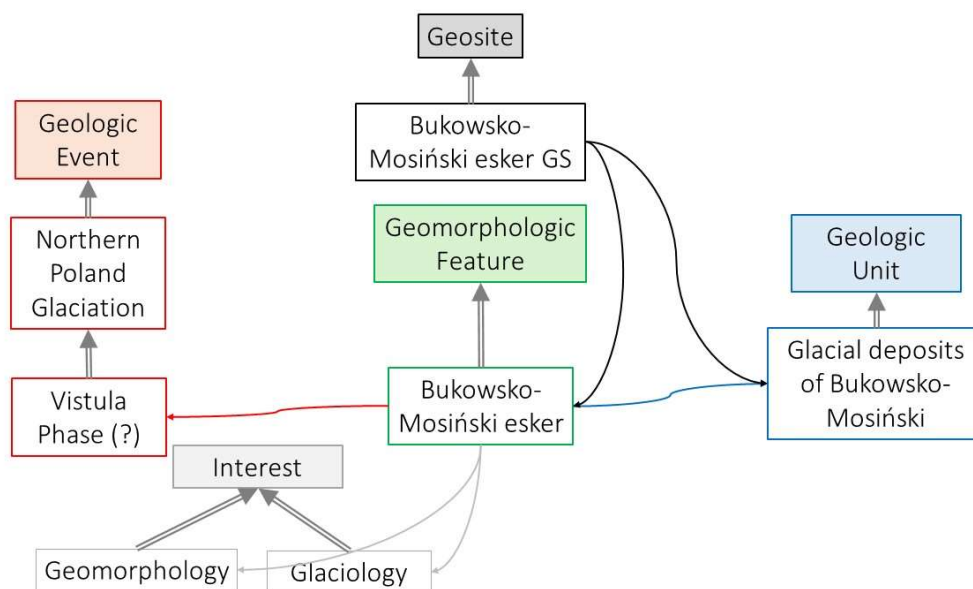 Geosite
Bukowsko-
Mosiński esker GS
Geologic
Event
Northern
Poland
Glaciation
Vistula
Phase (?)
Geomorphologic
Feature
Bukowsko-
Mosiński esker
Geologic
Unit
Glacial deposits
of Bukowsko-
Mosiński
Interest
Geomorphology
Glaciology